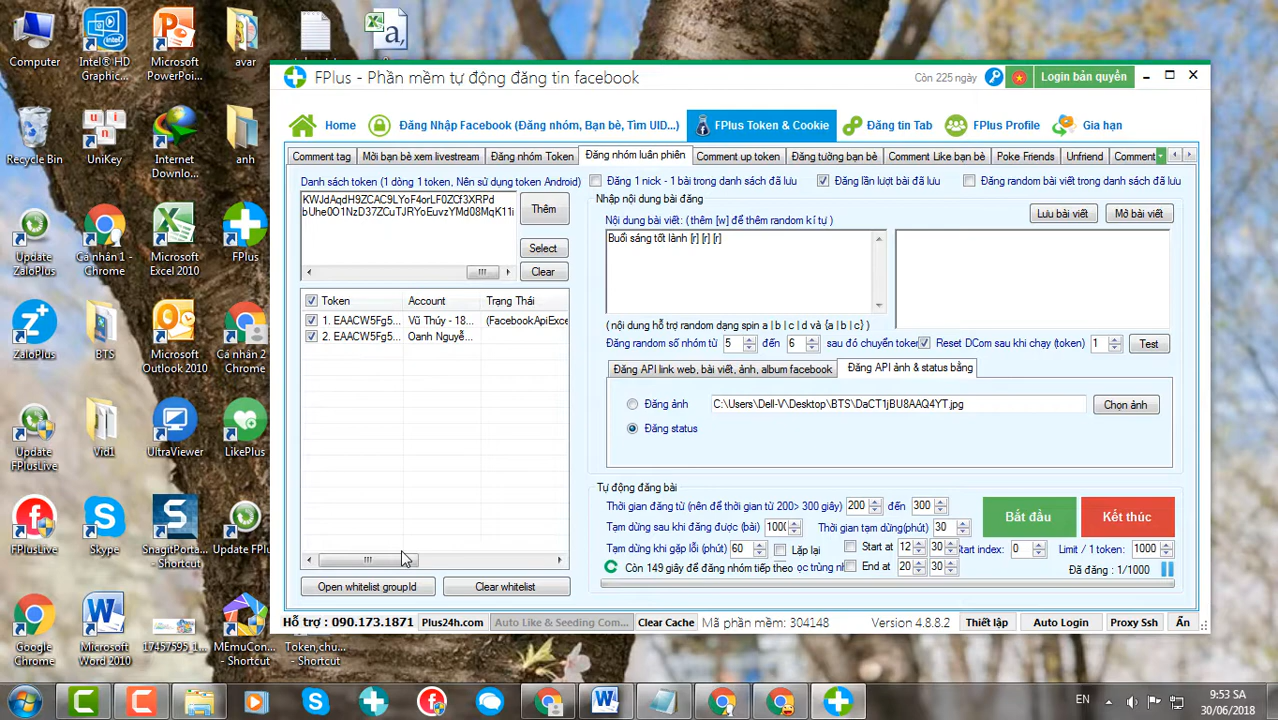 Computer
Intel® HD
Graphic...
Microsoft
PowerPoi...
avar
FPlus - Phần mềm tự động đăng tin facebook
Còn 225 ngày
Login bản quyền
Home
Đăng Nhập Facebook (Đăng nhóm, Bạn bè, Tìm UID...)
FPlus Token & Cookie
Đăng tin Tab
FPlus Profile
Gia hạn
Comment tag
Mời bạn bè xem livestream
Đăng nhóm Token
Đăng nhóm luân phiên
Comment up token
Đăng tường bạn bè
Comment Like bạn bè
Poke Friends
Unfriend
Comment
Danh sách token (1 dòng 1 token, Nên sử dụng token Android)
Đăng 1 nick - 1 bài trong danh sách đã lưu
Đăng lần lượt bài đã lưu
Đăng random bài viết trong danh sách đã lưu
KWJdAqdH9ZCAC9LYoF4orLF0ZCf3XRPd
bUhe0O1NzD37ZCuTJRYoEuvzYMd08MqK11i
Thêm
Select
Clear
Nhập nội dung bài đăng
Nội dung bài viết: ( thêm [w] để thêm random kí tự )
Lưu bài viết
Mở bài viết
Buổi sáng tốt lành [r] [r] [r]
Token
Account
Trạng Thái
1. EAACW5Fg5...
Vũ Thúy - 18...
(FacebookApiExce
2. EAACW5Fg5...
Oanh Nguyễ...
( nội dung hỗ trợ random dạng spin a | b | c | d và {a | b | c} )
Đăng random số nhóm từ
5
đến
6
sau đó chuyển token
Reset DCom sau khi chạy (token)
1
Test
Đăng API link web, bài viết, ảnh, album facebook
Đăng API ảnh & status bằng
Đăng ảnh
C:\Users\Dell-V\Desktop\BTS\DaCT1jBU8AAQ4YT.jpg
Chọn ảnh
Đăng status
Tự động đăng bài
Thời gian đăng từ (nên để thời gian từ 200> 300 giây)
200
đến
300
Bắt đầu
Kết thúc
Tạm dừng sau khi đăng được (bài)
1000
Thời gian tạm dừng(phút)
30
Tạm dừng khi gặp lỗi (phút)
60
Lặp lại
Start at
12
30
Start index:
0
Limit / 1 token:
1000
Còn 149 giây để đăng nhóm tiếp theo
ọc trùng nh
End at
20
30
Đã đăng : 1/1000
Open whitelist groupId
Clear whitelist
Hỗ trợ : 090.173.1871
Plus24h.com
Auto Like & Seeding Com...
Clear Cache
Mã phần mềm: 304148
Version 4.8.8.2
Thiết lập
Auto Login
Proxy Ssh
Ẩn
Recycle Bin
UniKey
Internet
Downlo...
anh
Update
ZaloPlus
Cá nhân 1 -
Chrome
Microsoft
Excel 2010
FPlus
ZaloPlus
BTS
Microsoft
Outlook 2010
Cá nhân 2 -
Chrome
Update
FPlusLive
Vid1
UltraViewer
LikePlus
FPlusLive
Skype
SnagitPorta...
- Shortcut
Update FPlu
Google
Chrome
Microsoft
Word 2010
17457595_1...
MEmuCon...
- Shortcut
Token,chu...
- Shortcut
EN
9:53 SA
30/06/2018